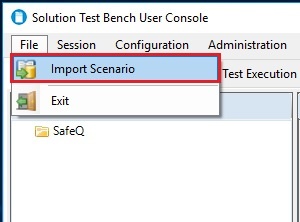 Solution Test Bench User Console
File Session Configuration Administration
Import Scenario
Test Execution
Exit
SafeQ